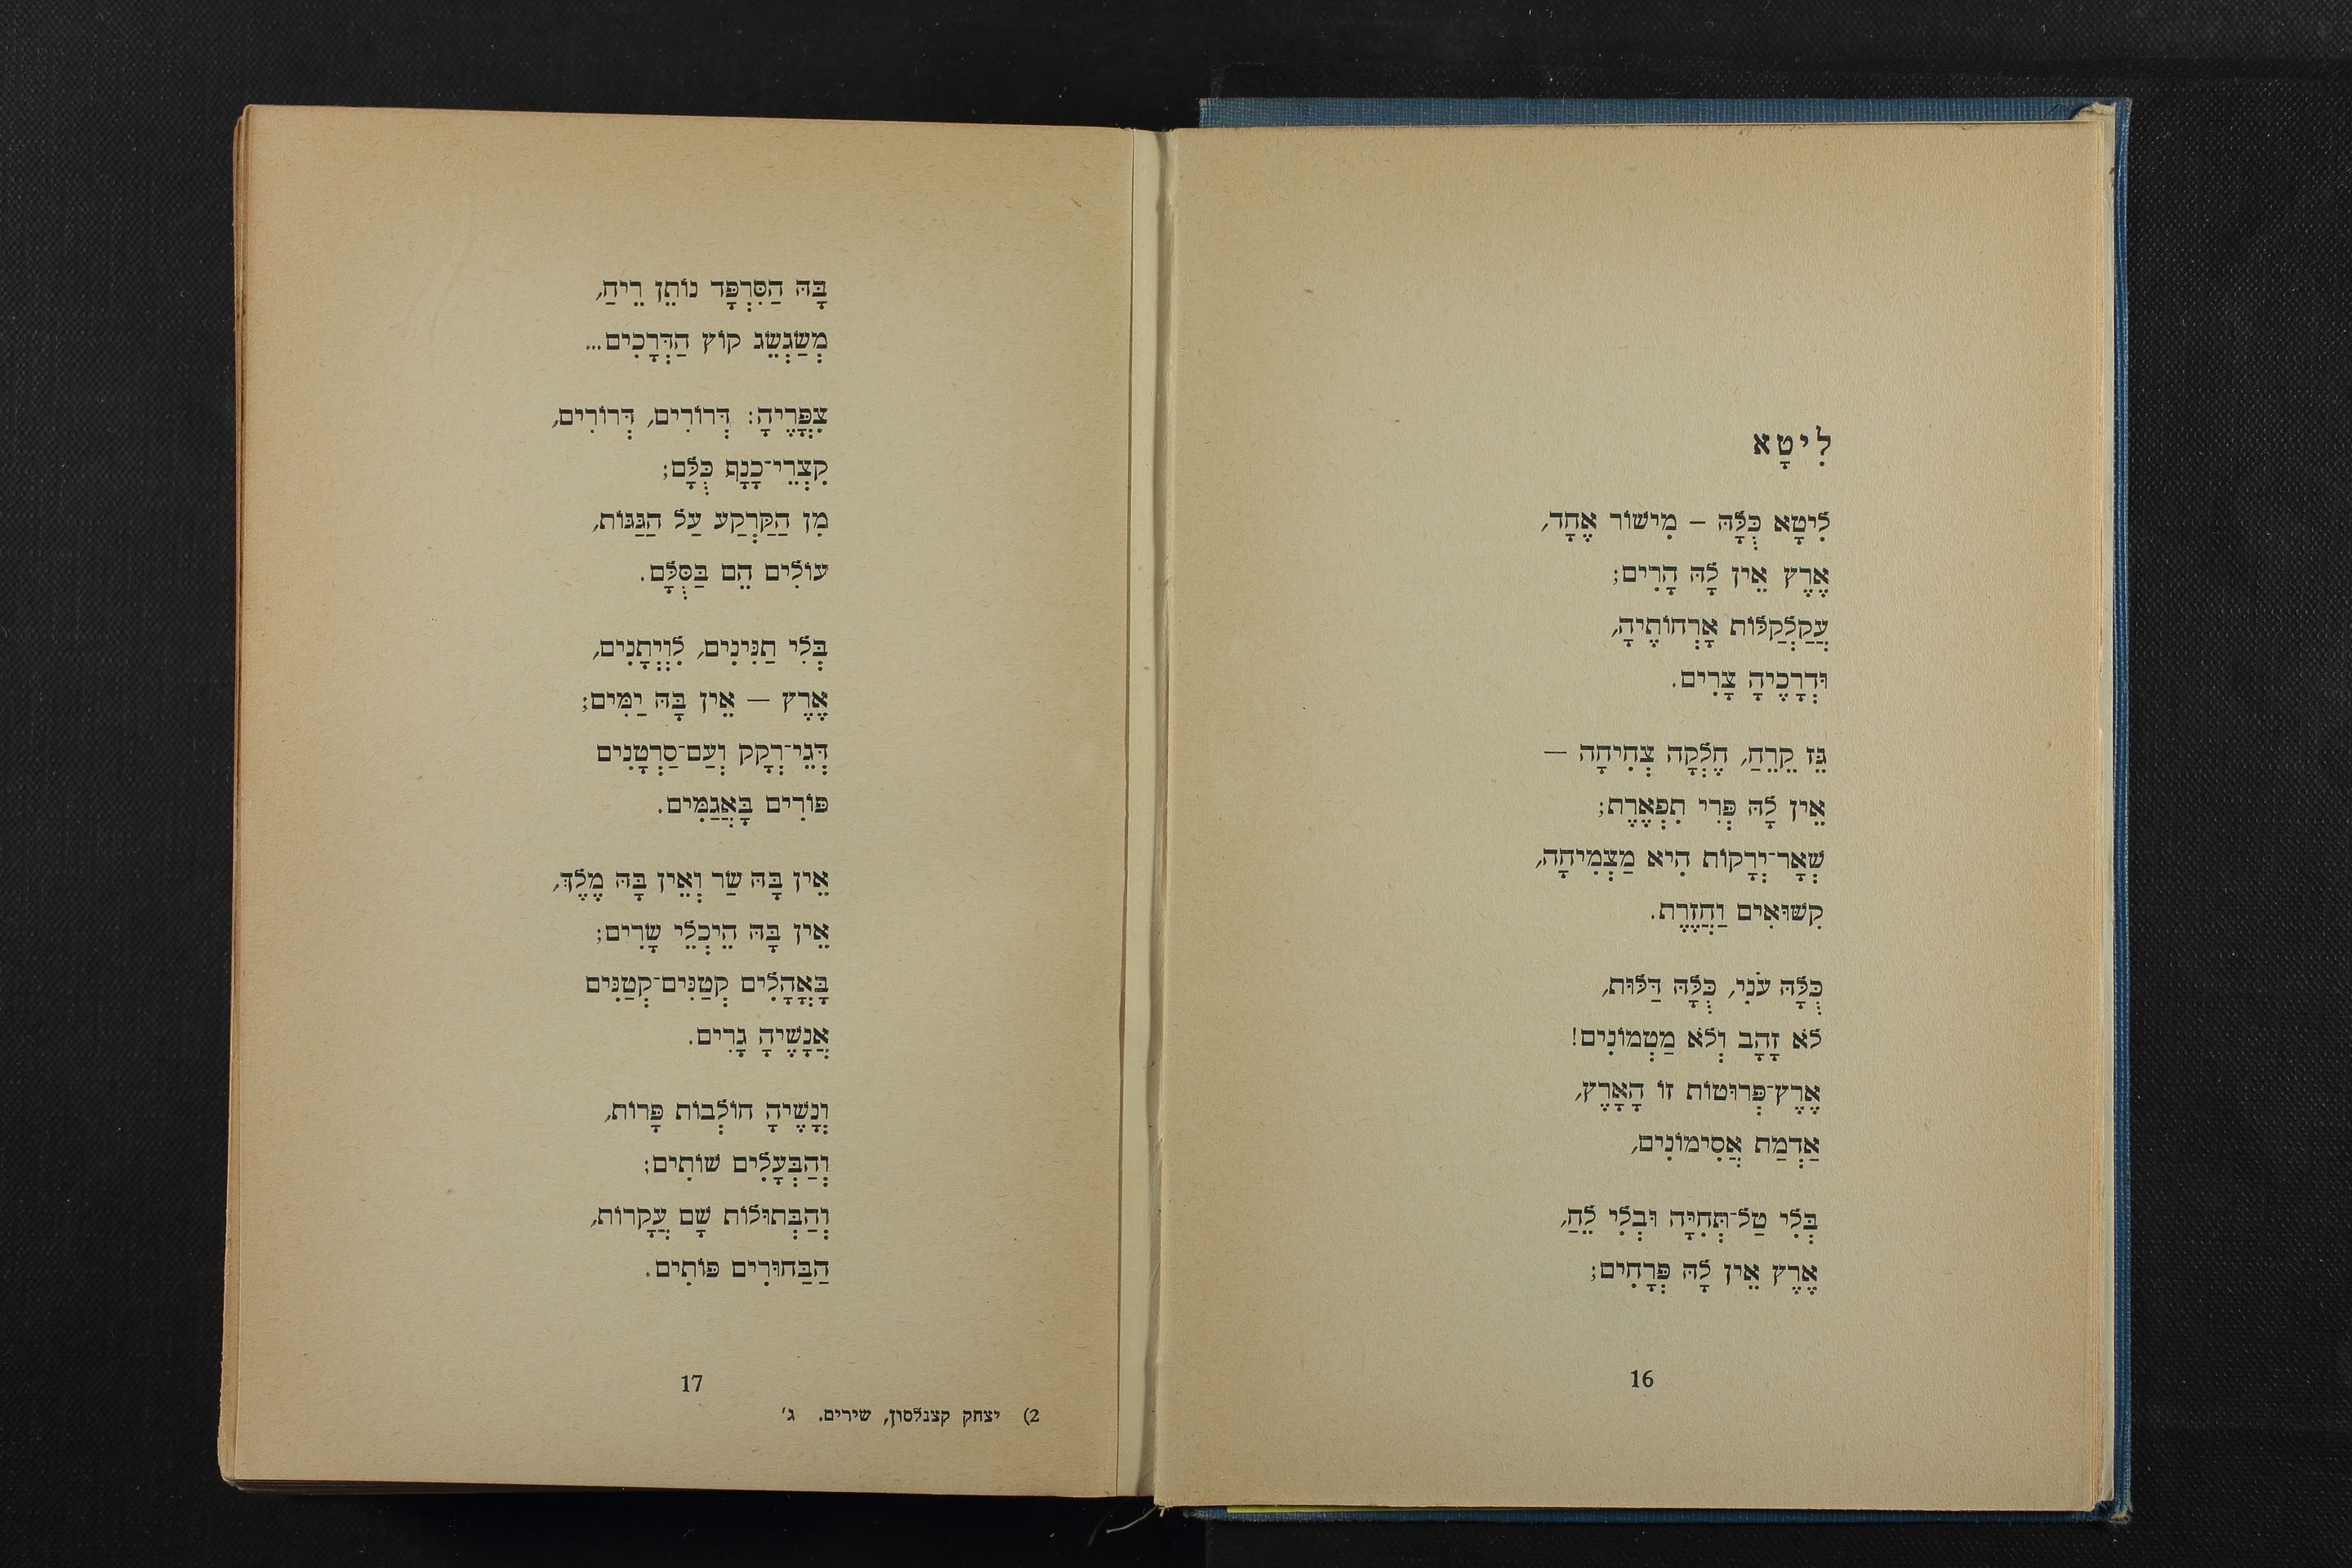 לִיטָא
לִיטָא כְּלָּהּ – מִישׁוֹר אֶחָד,
אֶרֶץ אֵין לָהּ הָרִים;
עֲקַלְקַלּוֹת אָרְחוֹתֶיהָ,
וּדְרָכֶיהָ צָרִים.
גֵּז קֵרֵחַ, חֶלְקָה צְחִיחָה —
אֵין לָהּ פְּרִי תִפְאֶרֶת;
שְׁאָר־יְרָקוֹת הִיא מַצְמִיחָה,
קִשּׁוּאִים וַחֲזֶרֶת.
כֻּלָּהּ עֹנִי, כֻּלָּהּ דַּלּוּת,
לֹא זָהָב וְלֹא מַטְמוֹנִים!
אֶרֶץ־פְּרוּטוֹת זוֹ הָאָרֶץ,
אַדְמַת אֲסִימוֹנִים,
בְּלִי טַל־תְּחִיָּה וּבְלִי לֵחַ,
אֶרֶץ אֵין לָהּ פְּרָחִים;
16
בָּהּ הַסִּרְפָּד נוֹתֵן רֵיחַ,
מְשַׂגְשֵׂג קוֹץ הַדְּרָכִים...
צִפֳּרֶיהָ: דְּרוֹרִים, דְּרוֹרִים,
קִצְרֵי־כָנָף כֻּלָּם;
מִן הַקַּרְקַע עַל הַגַּגּוֹת,
עוֹלִים הֵם בַּסֻּלָּם.
בְּלִי תַנִּינִים, לִוְיְתָנִים,
אֶרֶץ — אֵין בָּהּ יַמִּים;
דְּגֵי־רְקָק וְעַם־סַרְטָנִים
פּוֹרִים בָּאֲגַמִּים.
אֵין בָּהּ שַׂר וְאֵין בָּהּ מֶלֶךְ,
אֵין בָּהּ הֵיכְלֵי שָׂרִים;
בָּאֳהָלִים קְטַנִּים־קְטַנִּים
אֲנָשֶׁיהָ גָרִים.
וְנָשֶׁיהָ חוֹלְבוֹת פָּרוֹת,
וְהַבְּעָלִים שׁוֹתִים;
וְהַבְּתוּלוֹת שָׁם עֲקָרוֹת,
הַבַּחוּרִים פּוֹתִים.
17
2) יצחק קצנלסון, שירים. ג'